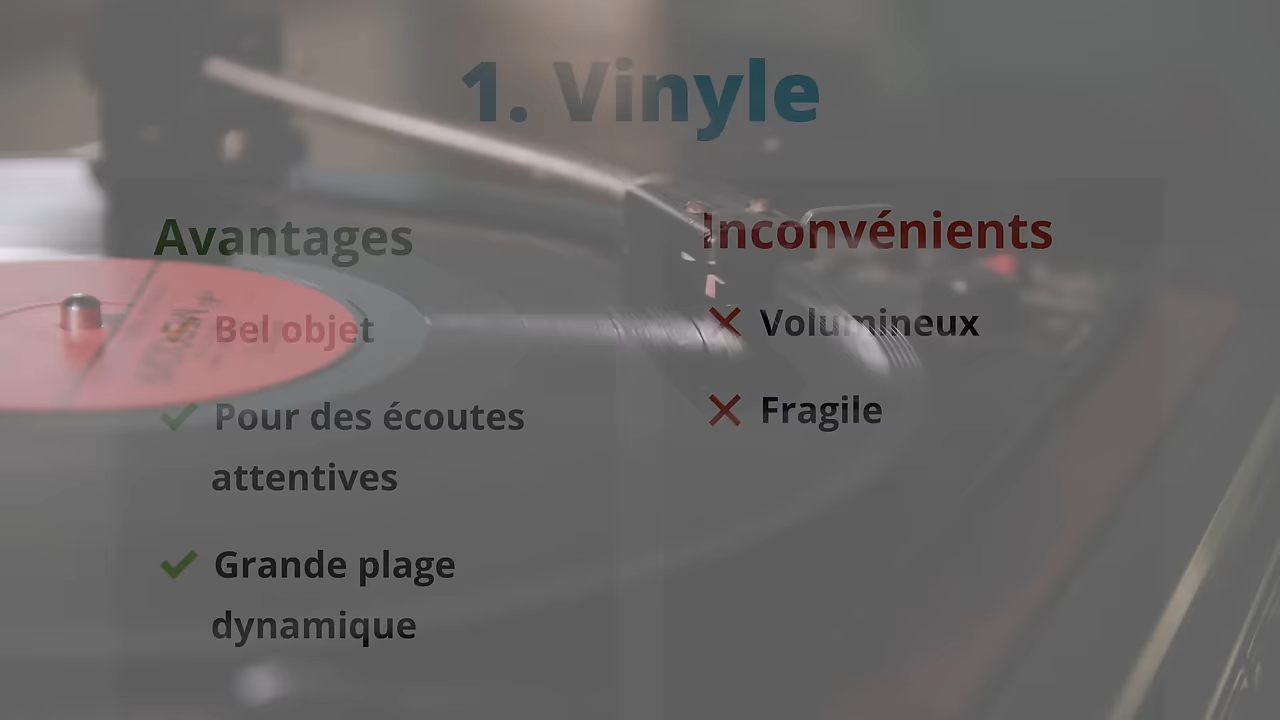 1. Vinyle
Avantages
Bel objet
Pour des écoutes
attentives
Grande plage
dynamique
Inconvénients
Volumineux
Fragile